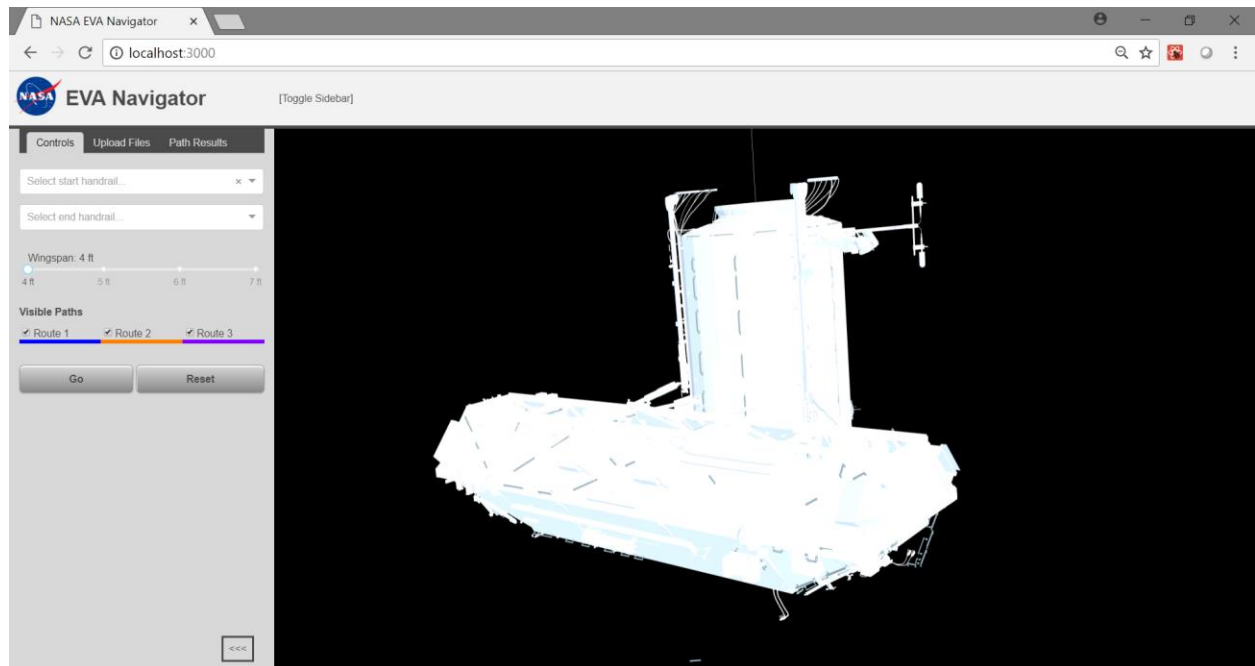 NASA EVA Navigator
localhost:3000
NASA EVA Navigator
[Toggle Sidebar]
Controls Upload Files Path Results
Select start handrail...
Select end handrail...
Wingspan: 4 ft
4 ft 5 ft 6 ft 7 ft
Visible Paths
Route 1 Route 2 Route 3
Go Reset
<<<